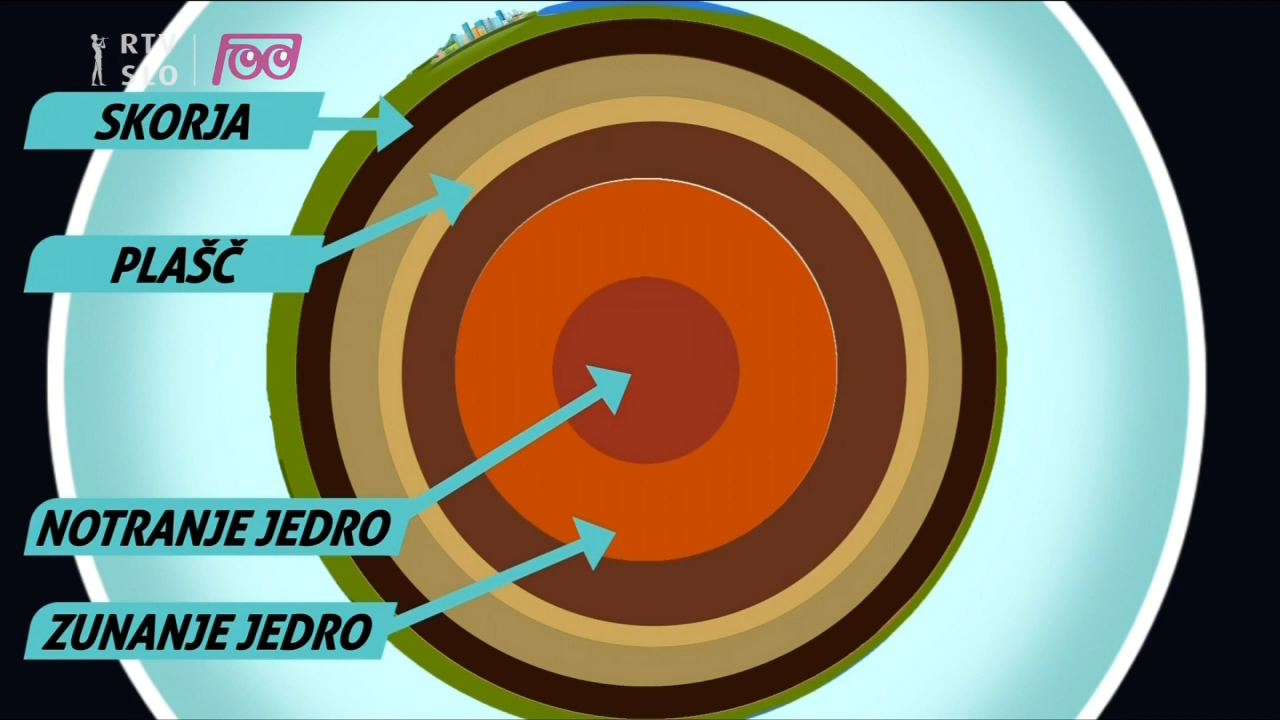 RTV
SLO
SKORJA
PLAŠČ
NOTRANJE JEDRO
ZUNANJE JEDRO